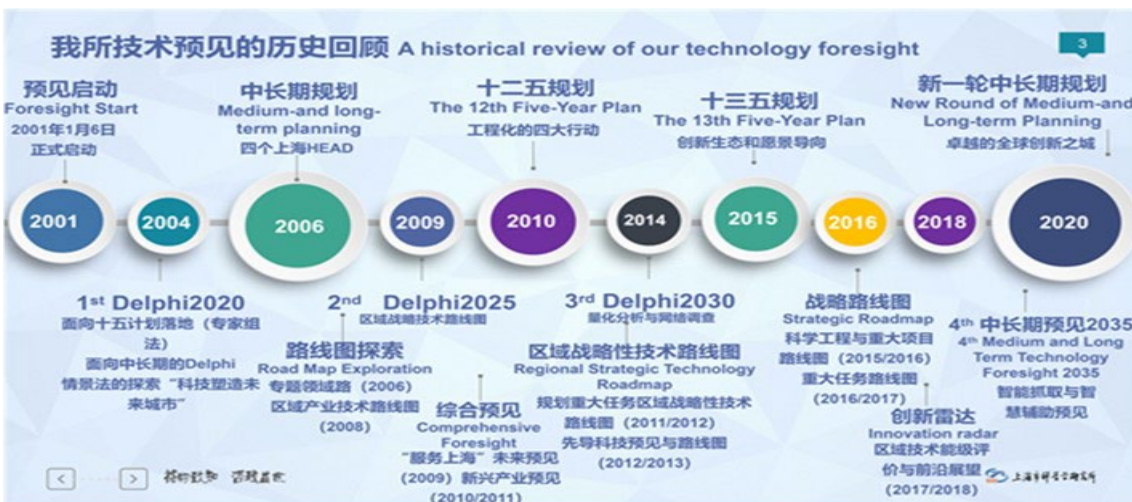 我所技术预见的历史回顾 A historical review of our technology foresight
3
预见启动
Foresight Start
2001年1月6日
正式启动
中长期规划
Medium-and long-
term planning
四个上海HEAD
十二五规划
The 12th Five-Year Plan
工程化的四大行动
十三五规划
The 13th Five-Year Plan
创新生态和愿景导向
新一轮中长期规划
New Round of Medium-and
Long-term Planning
卓越的全球创新之城
2001
2004
2006
2009
2010
2014
2015
2016
2018
2020
1st Delphi2020
面向十五计划落地（专家组
法）
面向中长期的Delphi
情景法的探索“科技塑造未
来城市”
2nd Delphi2025
区域战略技术路线图
路线图探索
Road Map Exploration
专题领域路（2006）
区域产业技术路线图
（2008）
综合预见
Comprehensive
Foresight
“服务上海”未来预见
（2009）新兴产业预见
（2010/2011）
3rd Delphi2030
量化分析与网络调查
区域战略性技术路线图
Regional Strategic Technology
Roadmap
规划重大任务区域战略性技术
路线图（2011/2012）
先导科技预见与路线图
（2012/2013）
战略路线图
Strategic Roadmap
科学工程与重大项目
路线图（2015/2016）
重大任务路线图
（2016/2017）
创新雷达
Innovation radar
区域技术能级评
价与前沿展望
（2017/2018）
4th 中长期预见2035
4th Medium and Long
Term Technology
Foresight 2035
智能抓取与智
慧辅助预见
上海市科学学研究所